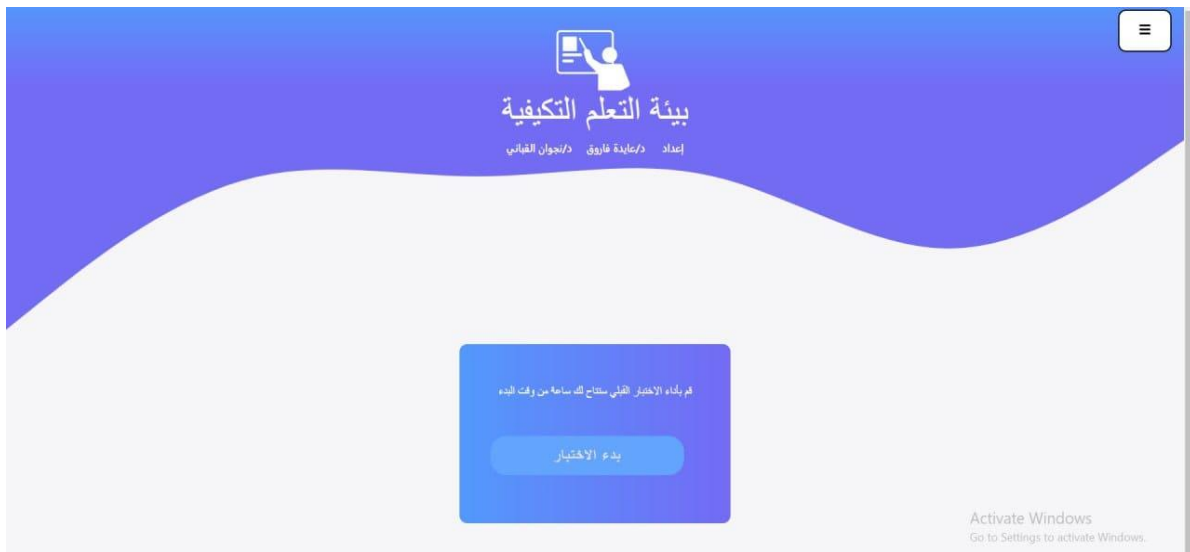 بيئة التعلم التكيفية
إعداد د/عايدة فاروق د/نجوان القباني
قم بأداء الاختبار القبلي ستتاح لك ساعة من وقت البدء
بدء الاختبار
Activate Windows
Go to Settings to activate Windows.